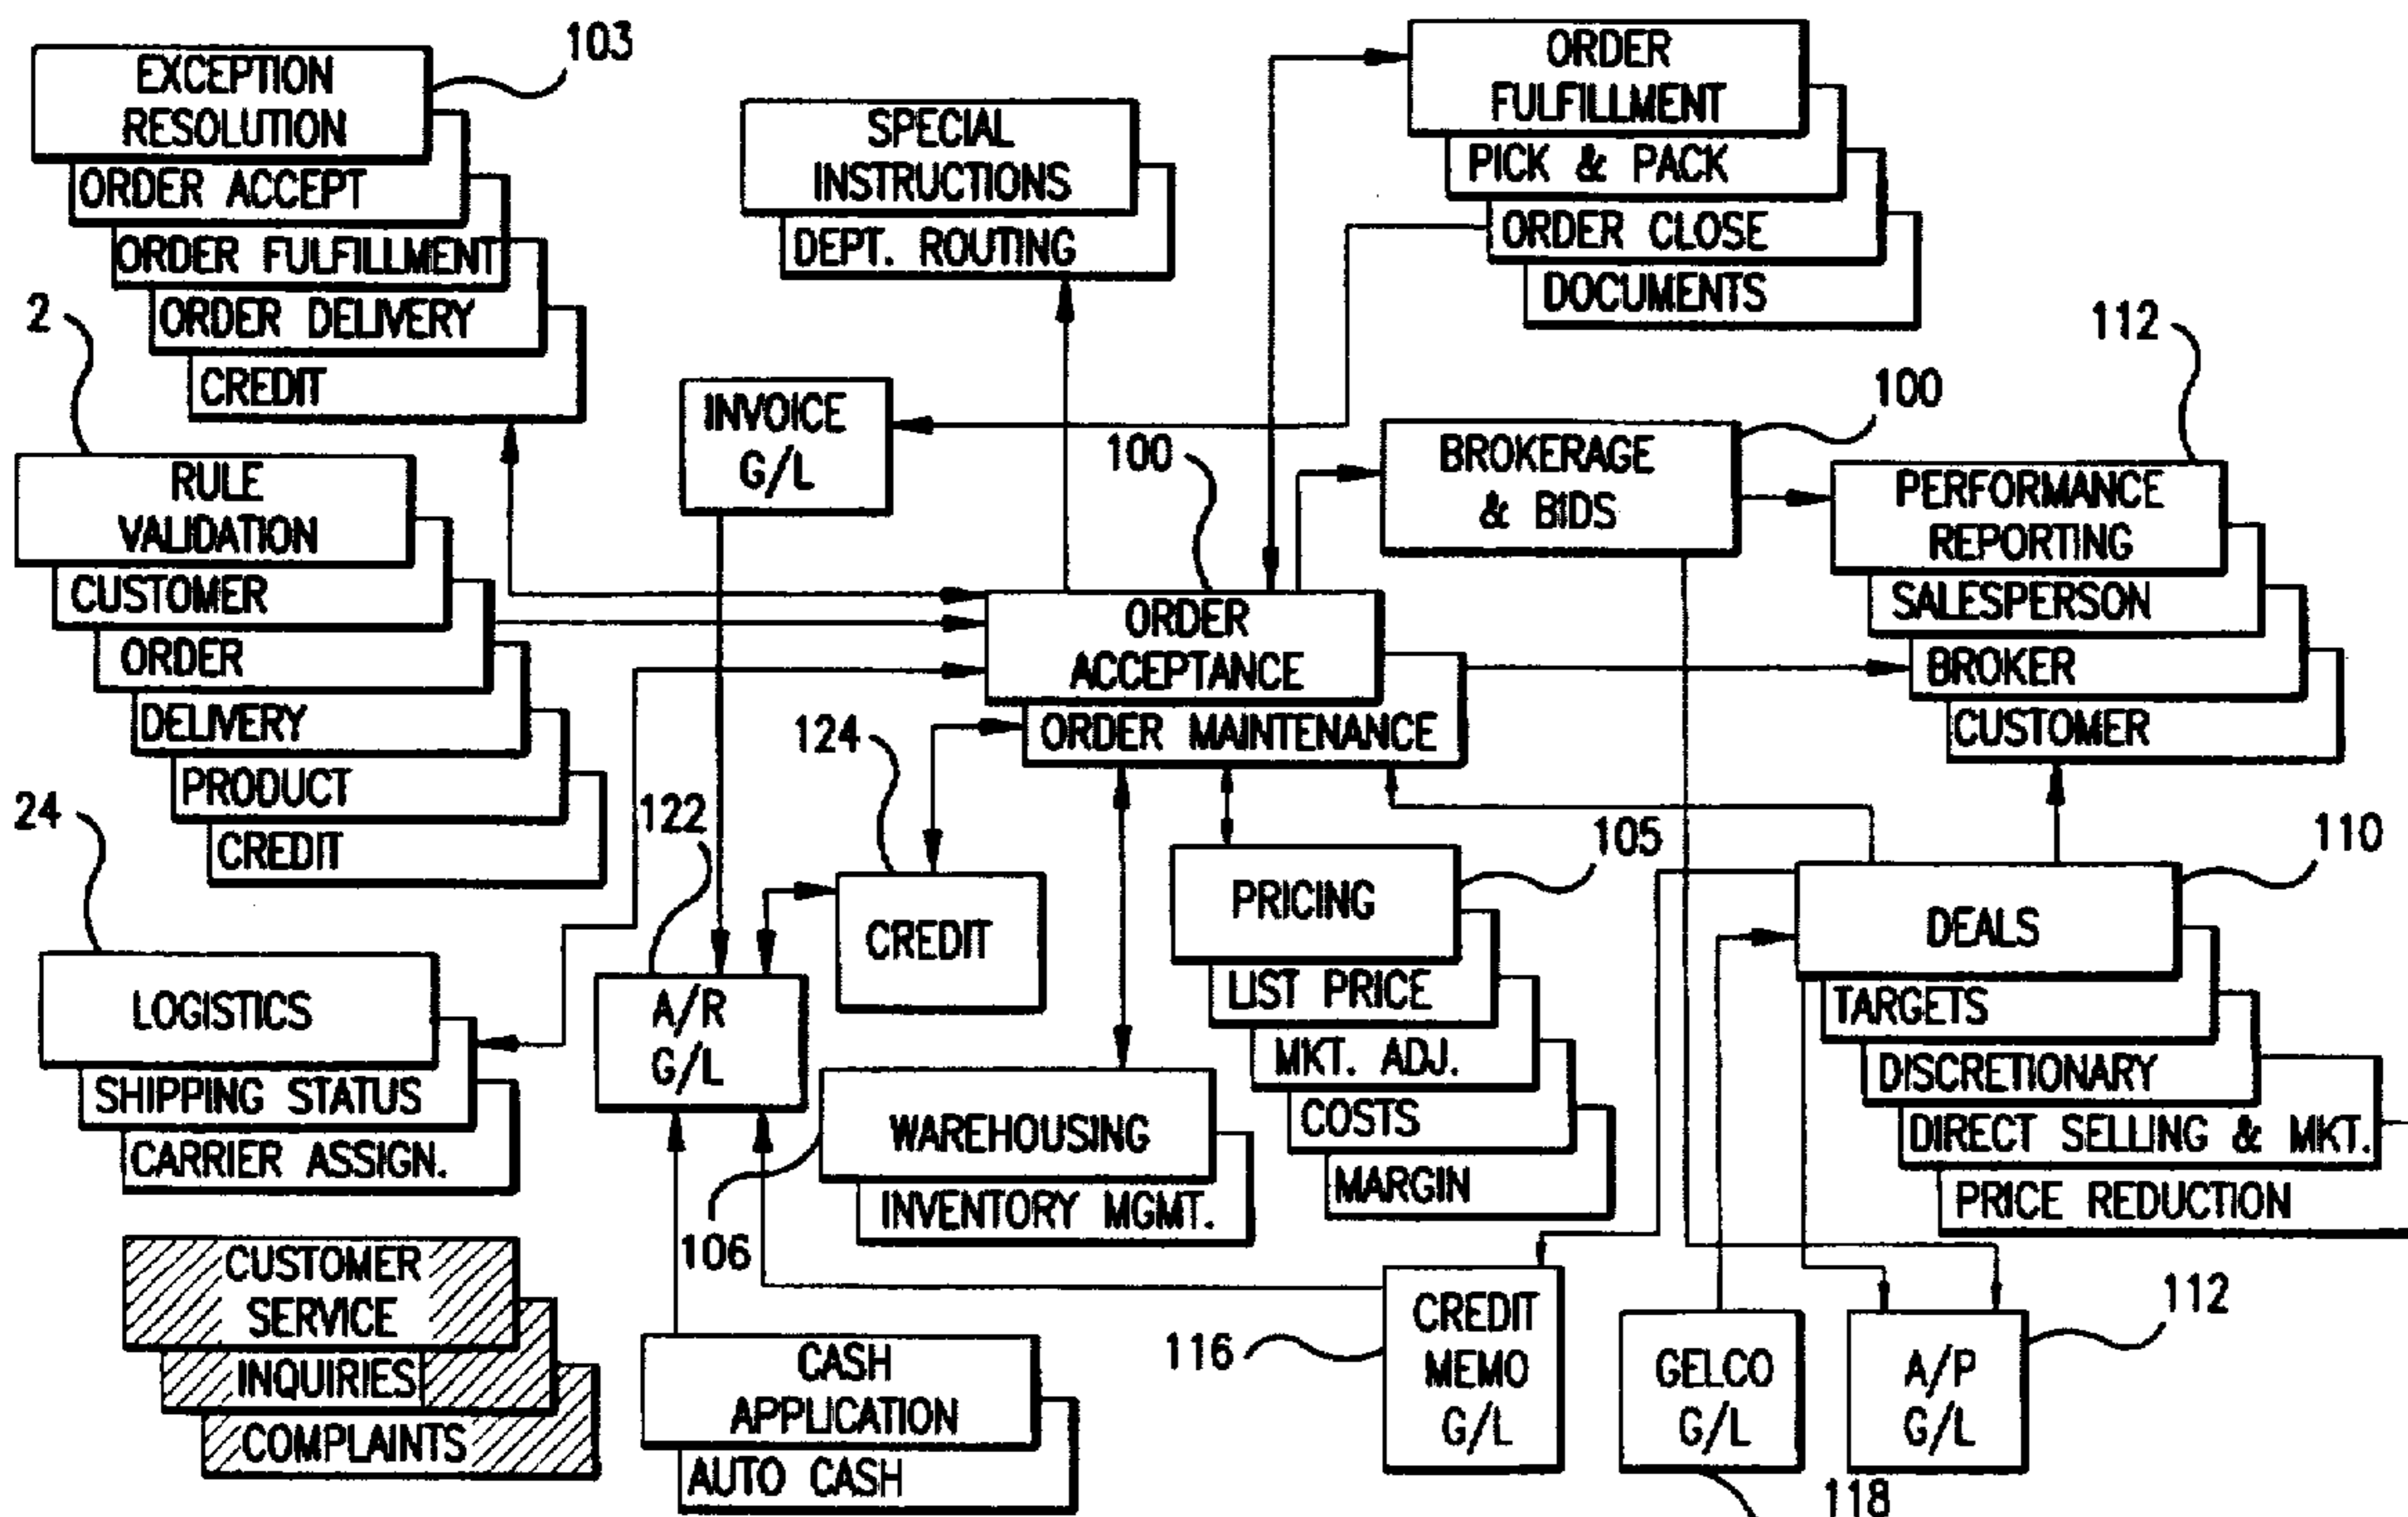 103
EXCEPTION
RESOLUTION
ORDER ACCEPT
ORDER FULFILLMENT
ORDER DELIVERY
CREDIT
SPECIAL
INSTRUCTIONS
DEPT. ROUTING
ORDER
FULFILLMENT
PICK & PACK
ORDER CLOSE
DOCUMENTS
2
RULE
VALIDATION
CUSTOMER
ORDER
DELIVERY
PRODUCT
CREDIT
INVOICE
G/L
100
ORDER
ACCEPTANCE
ORDER MAINTENANCE
100
BROKERAGE
& BIDS
112
PERFORMANCE
REPORTING
SALESPERSON
BROKER
CUSTOMER
24
LOGISTICS
SHIPPING STATUS
CARRIER ASSIGN.
122
A/R
G/L
124
CREDIT
105
PRICING
LIST PRICE
MKT. ADJ.
COSTS
MARGIN
110
DEALS
TARGETS
DISCRETIONARY
DIRECT SELLING & MKT.
PRICE REDUCTION
106
WAREHOUSING
INVENTORY MGMT.
CUSTOMER
SERVICE
INQUIRIES
COMPLAINTS
CASH
APPLICATION
AUTO CASH
116
CREDIT
MEMO
G/L
GELCO
G/L
118
A/P
G/L
112